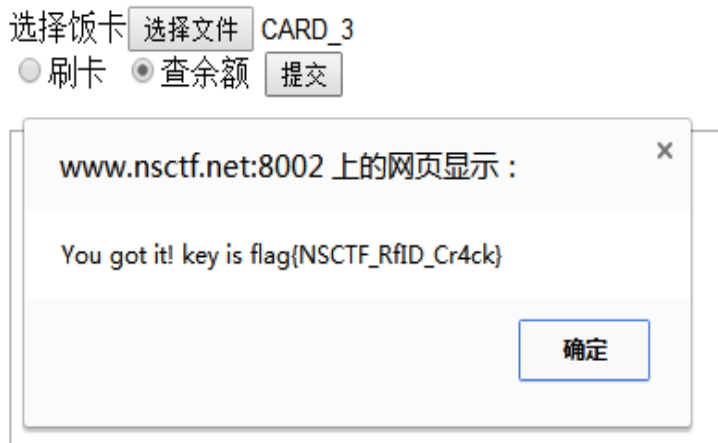 选择饭卡 选择文件 CARD_3
刷卡 查余额 提交
www.nsctf.net:8002 上的网页显示： ×
You got it! key is flag{NSCTF_RfID_Cr4ck}
确定